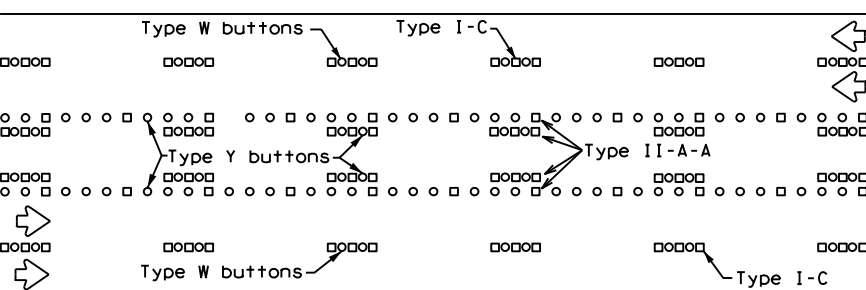 Type W buttons
Type I-C
Type Y buttons
Type II-A-A
Type W buttons
Type I-C